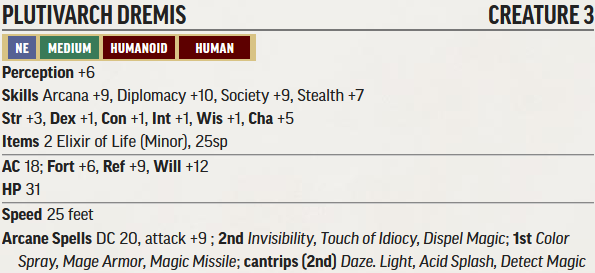 PLUTIVARCH DREMIS CREATURE 3
NE MEDIUM HUMANOID HUMAN
Perception +6
Skills Arcana +9, Diplomacy +10, Society +9, Stealth +7
Str +3, Dex +1, Con +1, Int +1, Wis +1, Cha +5
Items 2 Elixir of Life (Minor), 25sp
AC 18; Fort +6, Ref +9, Will +12
HP 31
Speed 25 feet
Arcane Spells DC 20, attack +9 ; 2nd Invisibility, Touch of Idiocy, Dispel Magic; 1st Color
Spray, Mage Armor, Magic Missile; cantrips (2nd) Daze. Light, Acid Splash, Detect Magic